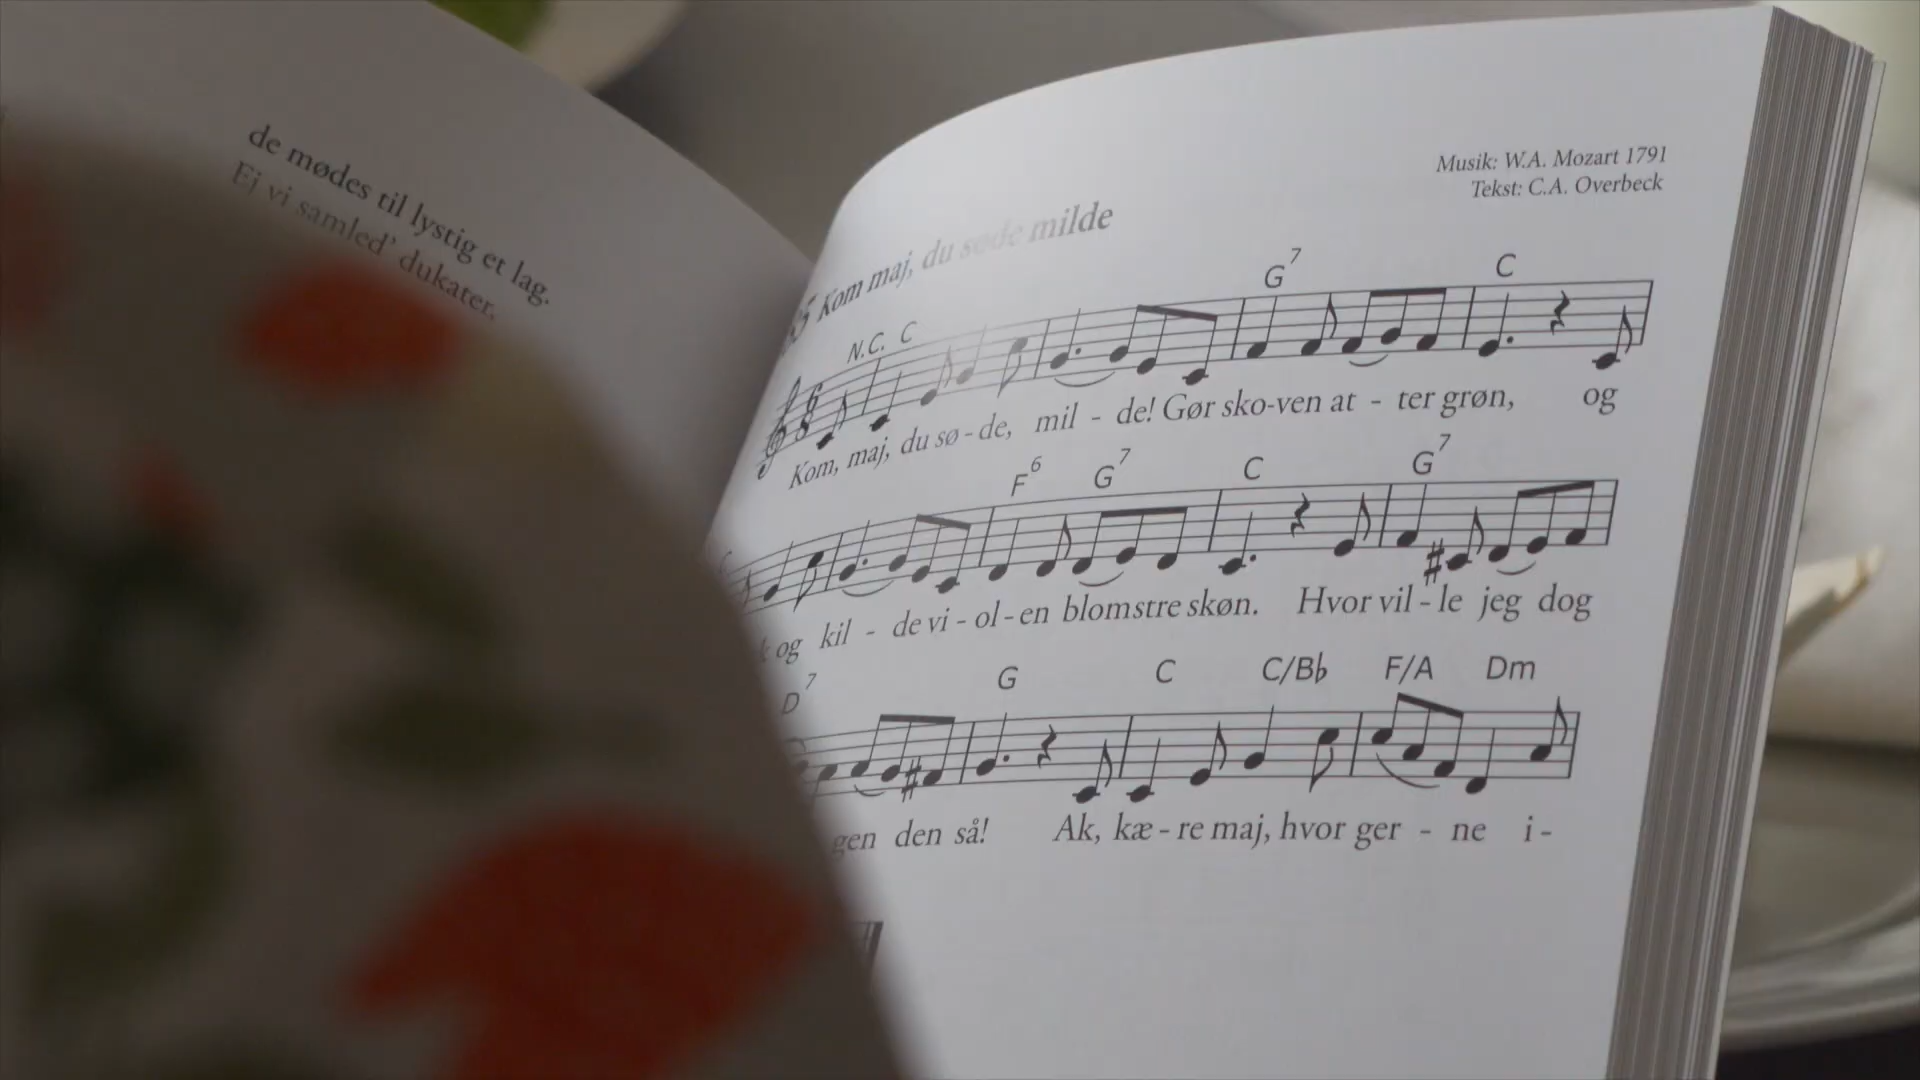 de mødes til lystig et lag.
Ej vi samled' dukater,
Musik: W.A. Mozart 1791
Tekst: C.A. Overbeck
Kom maj, du søde milde
N.C. C G7 C
Kom, maj, du sø - de, mil - de! Gør sko-ven at - ter grøn, og
F6 G7 C G7
og kil - de vi - ol - en blomstre skøn. Hvor vil - le jeg dog
D7 G C C/B♭ F/A Dm
gen den så! Ak, kæ - re maj, hvor ger - ne i -